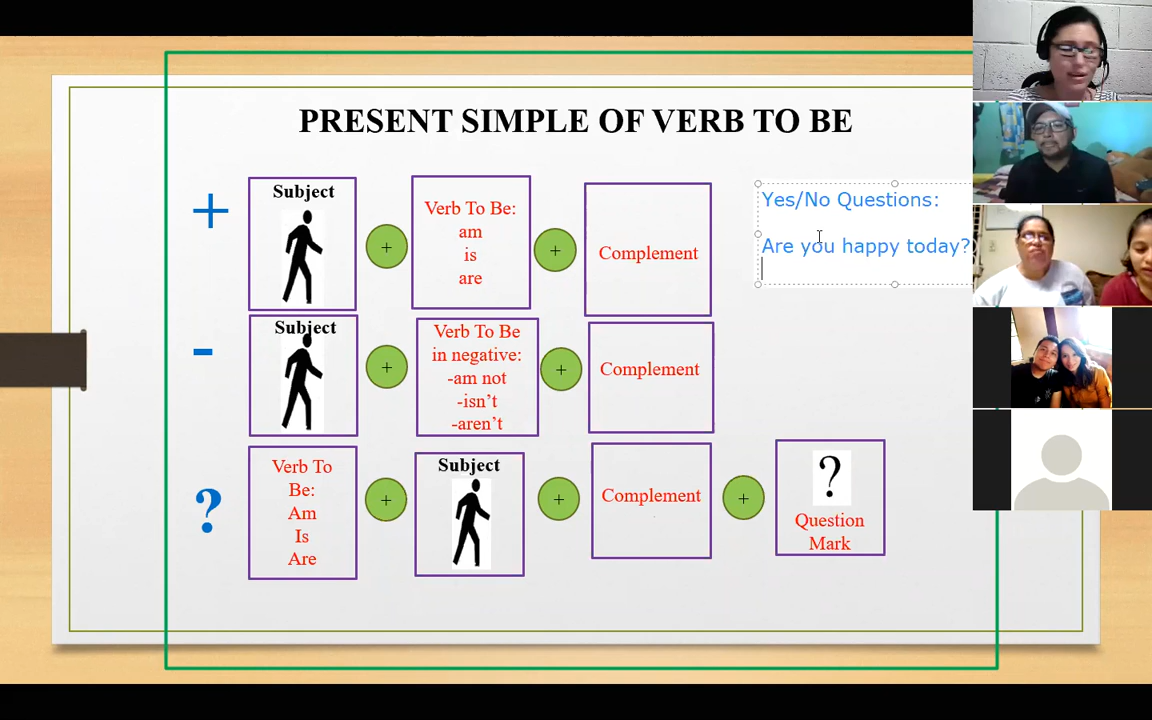 PRESENT SIMPLE OF VERB TO BE
+
Subject
+
Verb To Be:
am
is
are
+
Complement
Yes/No Questions:
Are you happy today?
-
Subject
+
Verb To Be
in negative:
-am not
-isn't
-aren't
+
Complement
?
Verb To
Be:
Am
Is
Are
+
Subject
+
Complement
+
?
Question
Mark